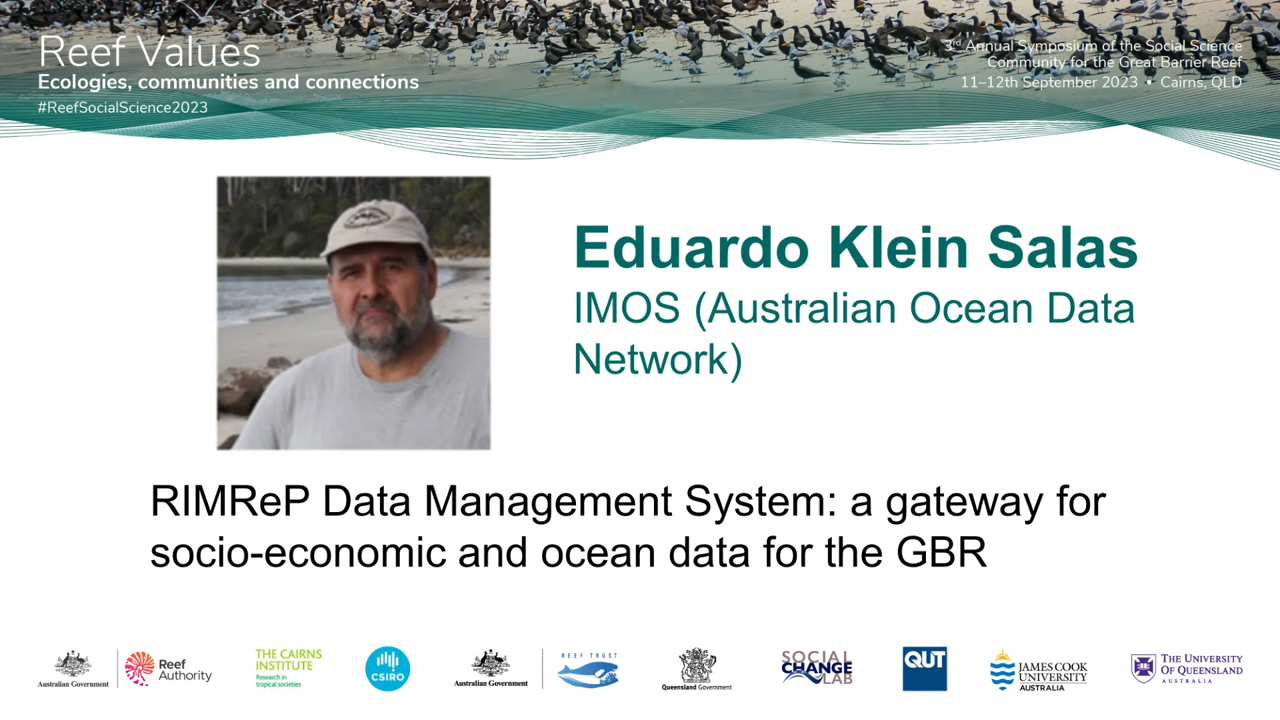 Reef Values
Ecologies, communities and connections
#ReefSocialScience2023
3rd Annual Symposium of the Social Science
Community for the Great Barrier Reef
11–12th September 2023 • Cairns, QLD
Eduardo Klein Salas
IMOS (Australian Ocean Data
Network)
RIMReP Data Management System: a gateway for
socio-economic and ocean data for the GBR
Australian Government
Reef
Authority
THE CAIRNS
INSTITUTE
Research in
tropical societies
CSIRO
Australian Government
REEF TRUST
Queensland Government
SOCIAL
CHANGE
LAB
QUT
JAMES COOK
UNIVERSITY
AUSTRALIA
THE UNIVERSITY
OF QUEENSLAND
AUSTRALIA